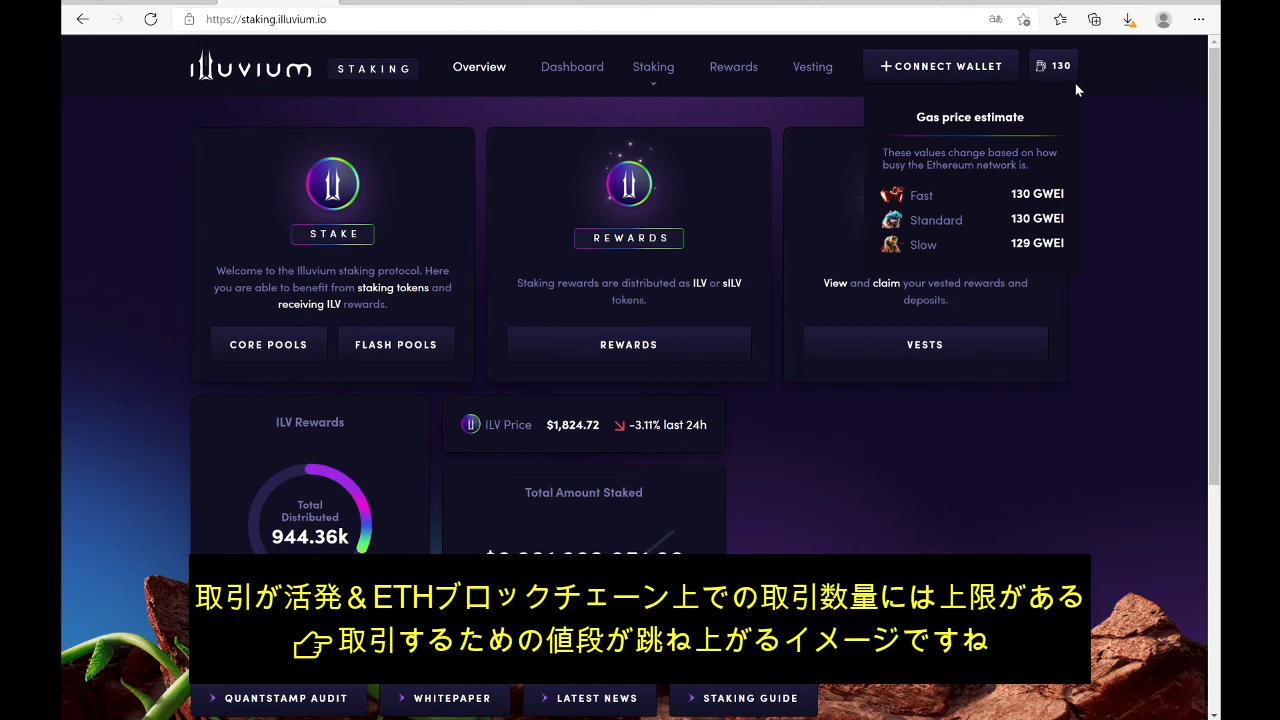 https://staking.illuvium.io
ILLUVIUM STAKING
Overview
Dashboard
Staking
Rewards
Vesting
+ CONNECT WALLET
130
Gas price estimate
These values change based on how
busy the Ethereum network is.
Fast 130 GWEI
Standard 130 GWEI
Slow 129 GWEI
STAKE
Welcome to the Illuvium staking protocol. Here
you are able to benefit from staking tokens and
receiving ILV rewards.
CORE POOLS
FLASH POOLS
REWARDS
Staking rewards are distributed as ILV or sILV
tokens.
REWARDS
View and claim your vested rewards and
deposits.
VESTS
ILV Rewards
Total
Distributed
944.36k
ILV Price $1,824.72 -3.11% last 24h
Total Amount Staked
取引が活発＆ETHブロックチェーン上での取引数量には上限がある
👉取引するための値段が跳ね上がるイメージですね
QUANTSTAMP AUDIT
WHITEPAPER
LATEST NEWS
STAKING GUIDE